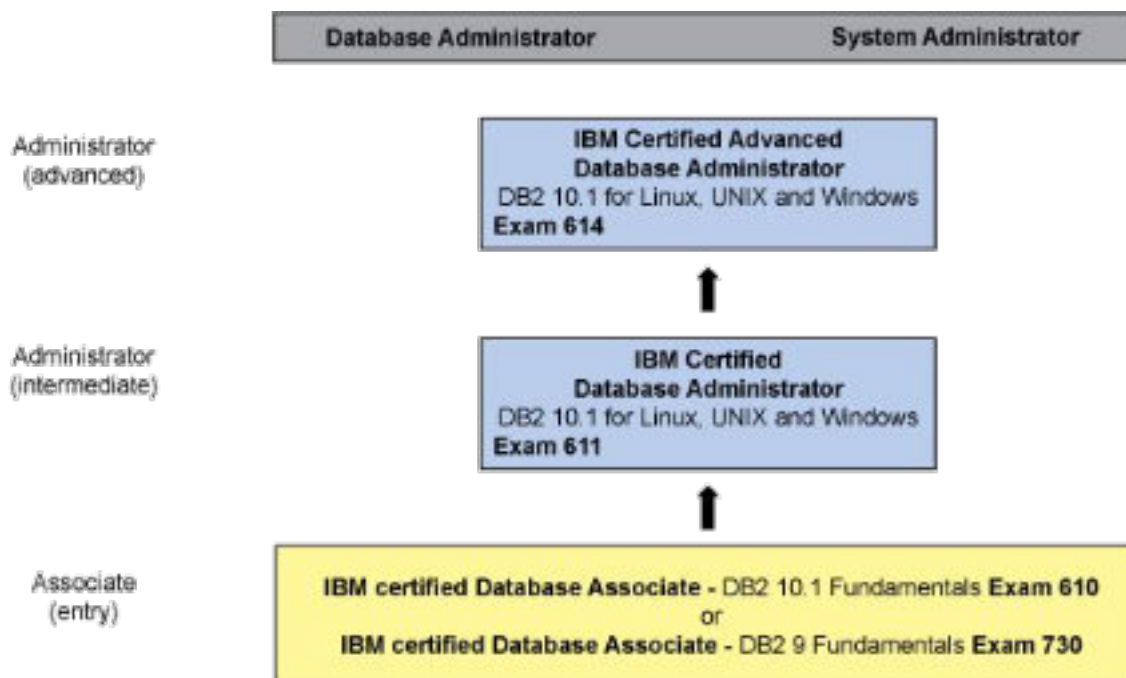 Database Administrator System Administrator
Administrator
(advanced)
IBM Certified Advanced
Database Administrator
DB2 10.1 for Linux, UNIX and Windows
Exam 614
Administrator
(intermediate)
IBM Certified
Database Administrator
DB2 10.1 for Linux, UNIX and Windows
Exam 611
Associate
(entry)
IBM certified Database Associate - DB2 10.1 Fundamentals Exam 610
or
IBM certified Database Associate - DB2 9 Fundamentals Exam 730